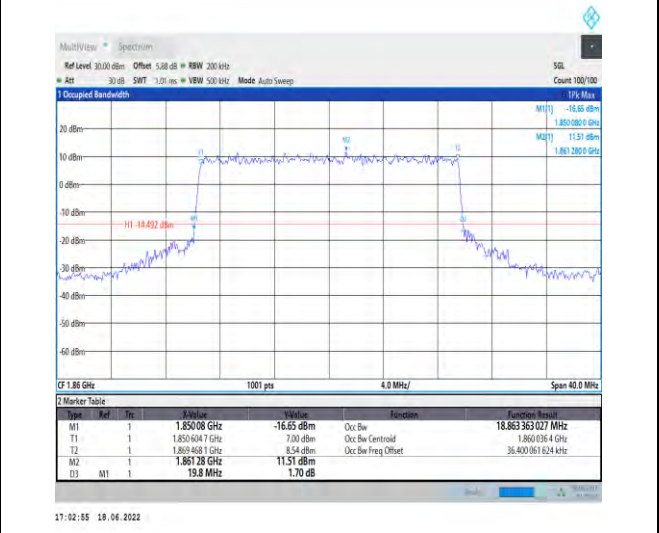 MultiView Spectrum
Ref Level 30.00 dBm Offset 5.88 dB RBW 200 kHz SGL
Att 30 dB SWT 1.01 ms VBW 500 kHz Mode Auto Sweep Count 100/100
1 Occupied Bandwidth 1Pk Max
M1[1] -16.65 dBm
1.850 080 0 GHz
20 dBm M2[1] 11.51 dBm
1.861 280 0 GHz
T1 M2 T2
10 dBm
0 dBm
-10 dBm
H1 -14.492 dBm M1
-20 dBm
-30 dBm
-40 dBm
-50 dBm
-60 dBm
CF 1.86 GHz 1001 pts 4.0 MHz/ Span 40.0 MHz
2 Marker Table
Type Ref Trc X-Value Y-Value Function Function Result
M1 1 1.85008 GHz -16.65 dBm Occ Bw 18.863 363 027 MHz
T1 1 1.850 604 7 GHz 7.00 dBm Occ Bw Centroid 1.860 036 4 GHz
T2 1 1.869 468 1 GHz 8.54 dBm Occ Bw Freq Offset 36.400 061 624 kHz
M2 1 1.861 28 GHz 11.51 dBm
D3 M1 1 19.8 MHz 1.70 dB
17:02:55 18.06.2022